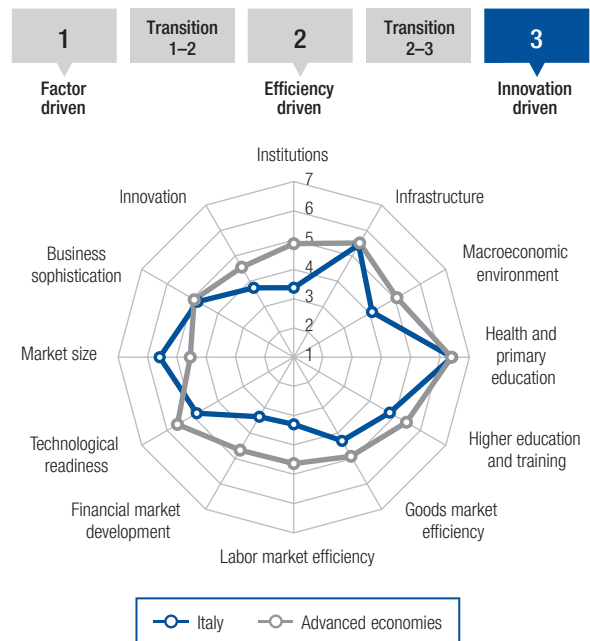 1
Transition
1–2
2
Transition
2–3
3
Factor
driven
Efficiency
driven
Innovation
driven
Institutions
Innovation
Infrastructure
Business
sophistication
Macroeconomic
environment
Market size
Health and
primary
education
Technological
readiness
Higher education
and training
Financial market
development
Goods market
efficiency
Labor market efficiency
7
6
5
4
3
2
1
Italy
Advanced economies